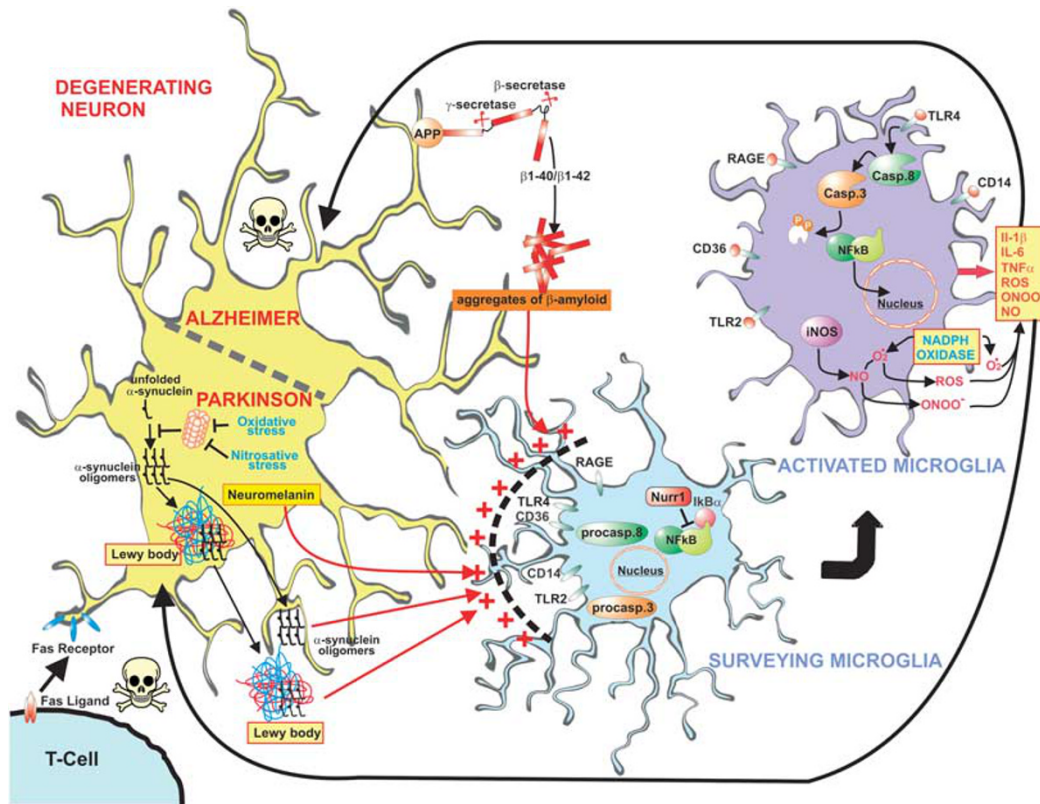 DEGENERATING
NEURON
β-secretase
γ-secretase
APP
β1-40/β1-42
aggregates of β-amyloid
ALZHEIMER
PARKINSON
unfolded
α-synuclein
Oxidative
stress
Nitrosative
stress
α-synuclein
oligomers
Neuromelanin
Lewy body
Fas Receptor
Fas Ligand
T-Cell
α-synuclein
oligomers
Lewy body
RAGE
TLR4
CD36
CD14
TLR2
procasp.8
Nurr1
IkBα
NFkB
Nucleus
procasp.3
SURVEYING MICROGLIA
TLR4
RAGE
Casp.8
Casp.3
CD14
CD36
P
P
NFkB
Nucleus
TLR2
iNOS
NO
O2·
NADPH
OXIDASE
O2·
ROS
ONOO-
Il-1β
IL-6
TNFα
ROS
ONOO
NO
ACTIVATED MICROGLIA